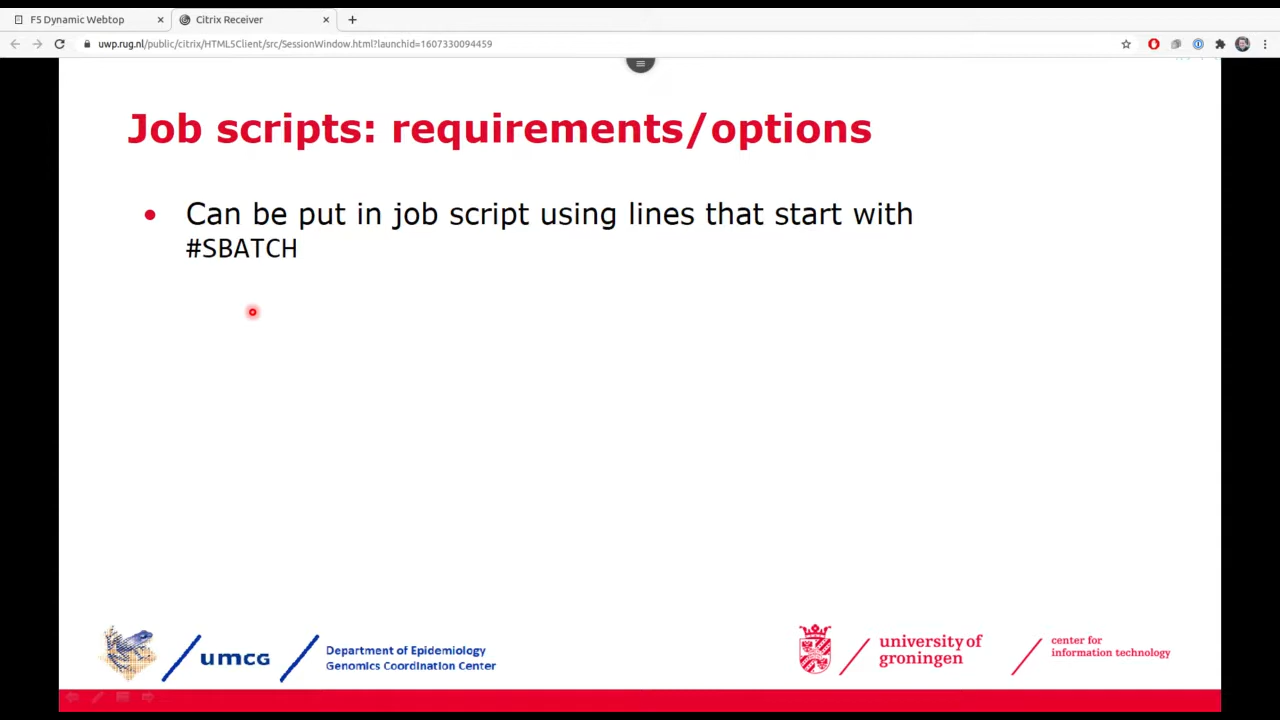 F5 Dynamic Webtop
Citrix Receiver
uwp.rug.nl/public/citrix/HTML5Client/src/SessionWindow.html?launchid=1607330094459
Job scripts: requirements/options
• Can be put in job script using lines that start with
#SBATCH
umcg
Department of Epidemiology
Genomics Coordination Center
university of
groningen
center for
information technology